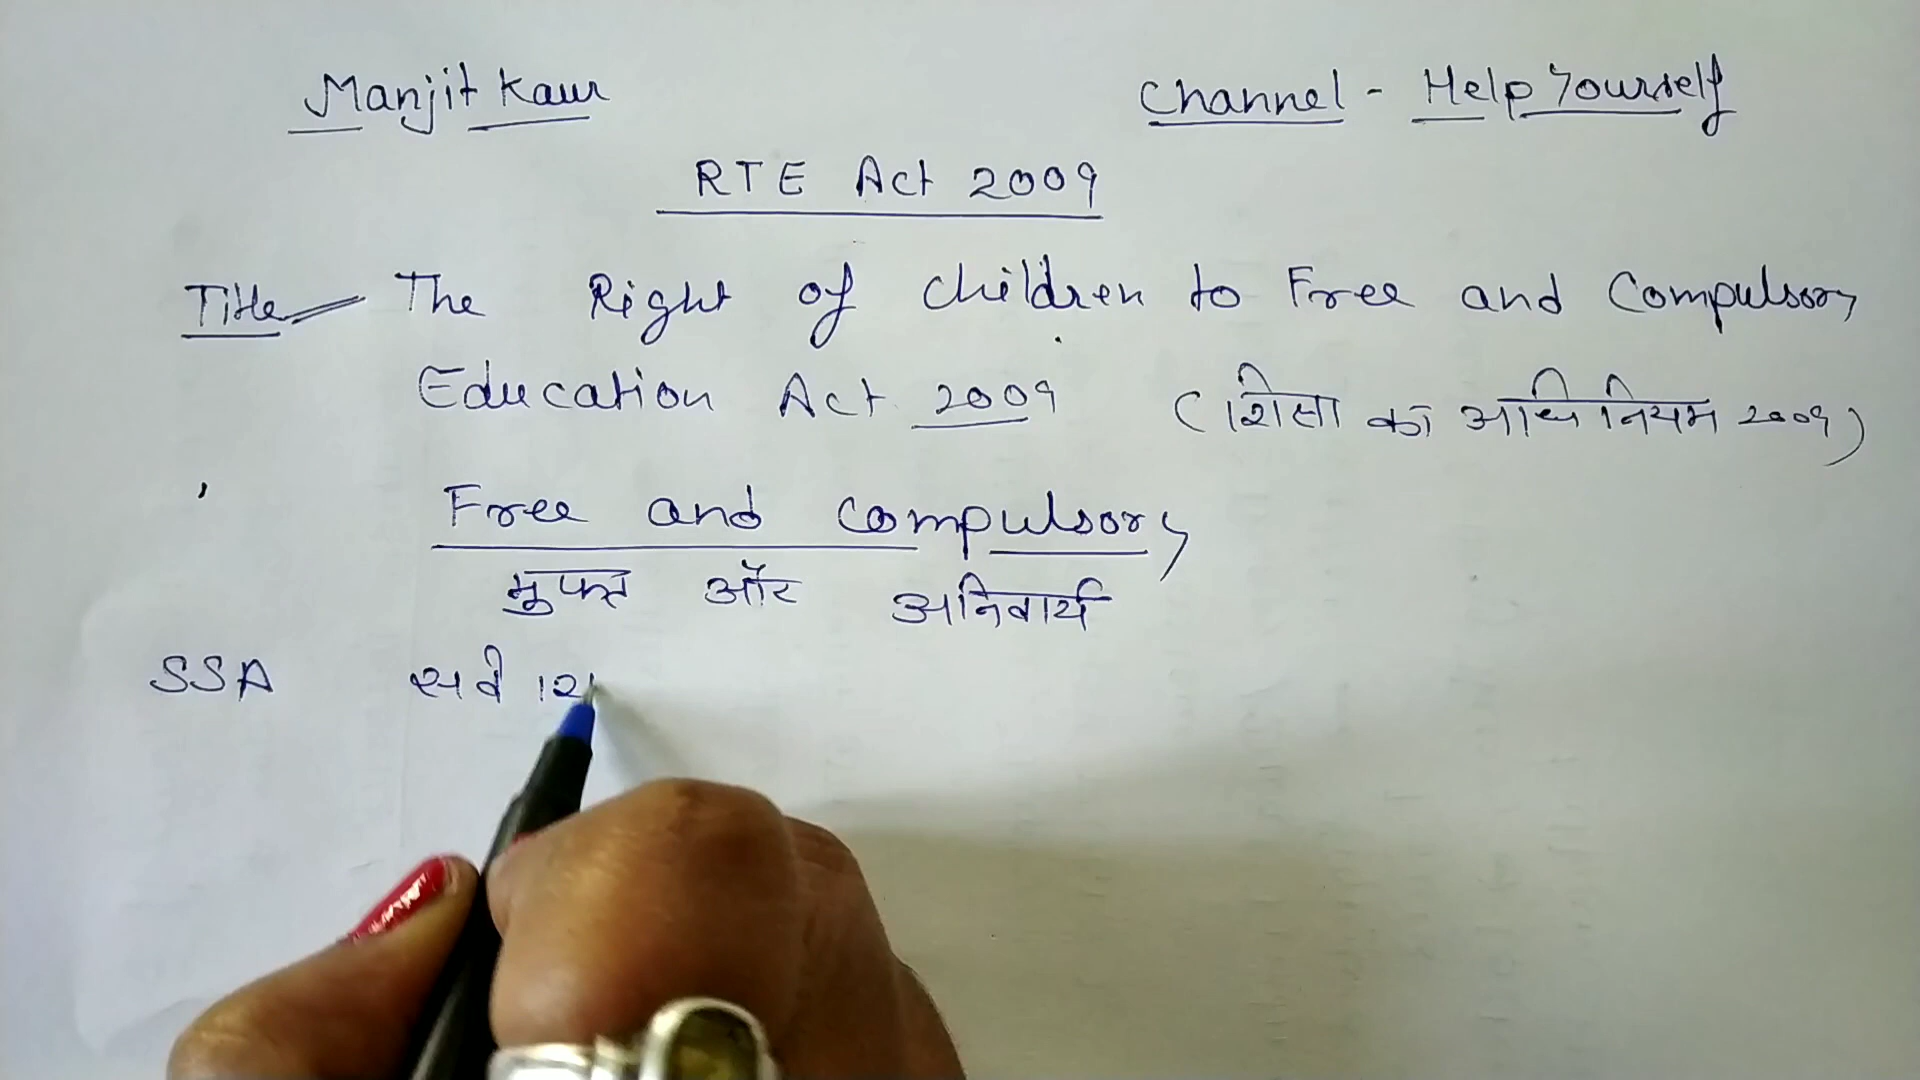 Manjit Kaur Channel - Help Yourself
RTE Act 2009
Title The Right of Children to Free and Compulsory
Education Act 2009 (शिक्षा का अधिनियम 2009)
Free and Compulsory
मुफ्त और अनिवार्य
SSA सर्व